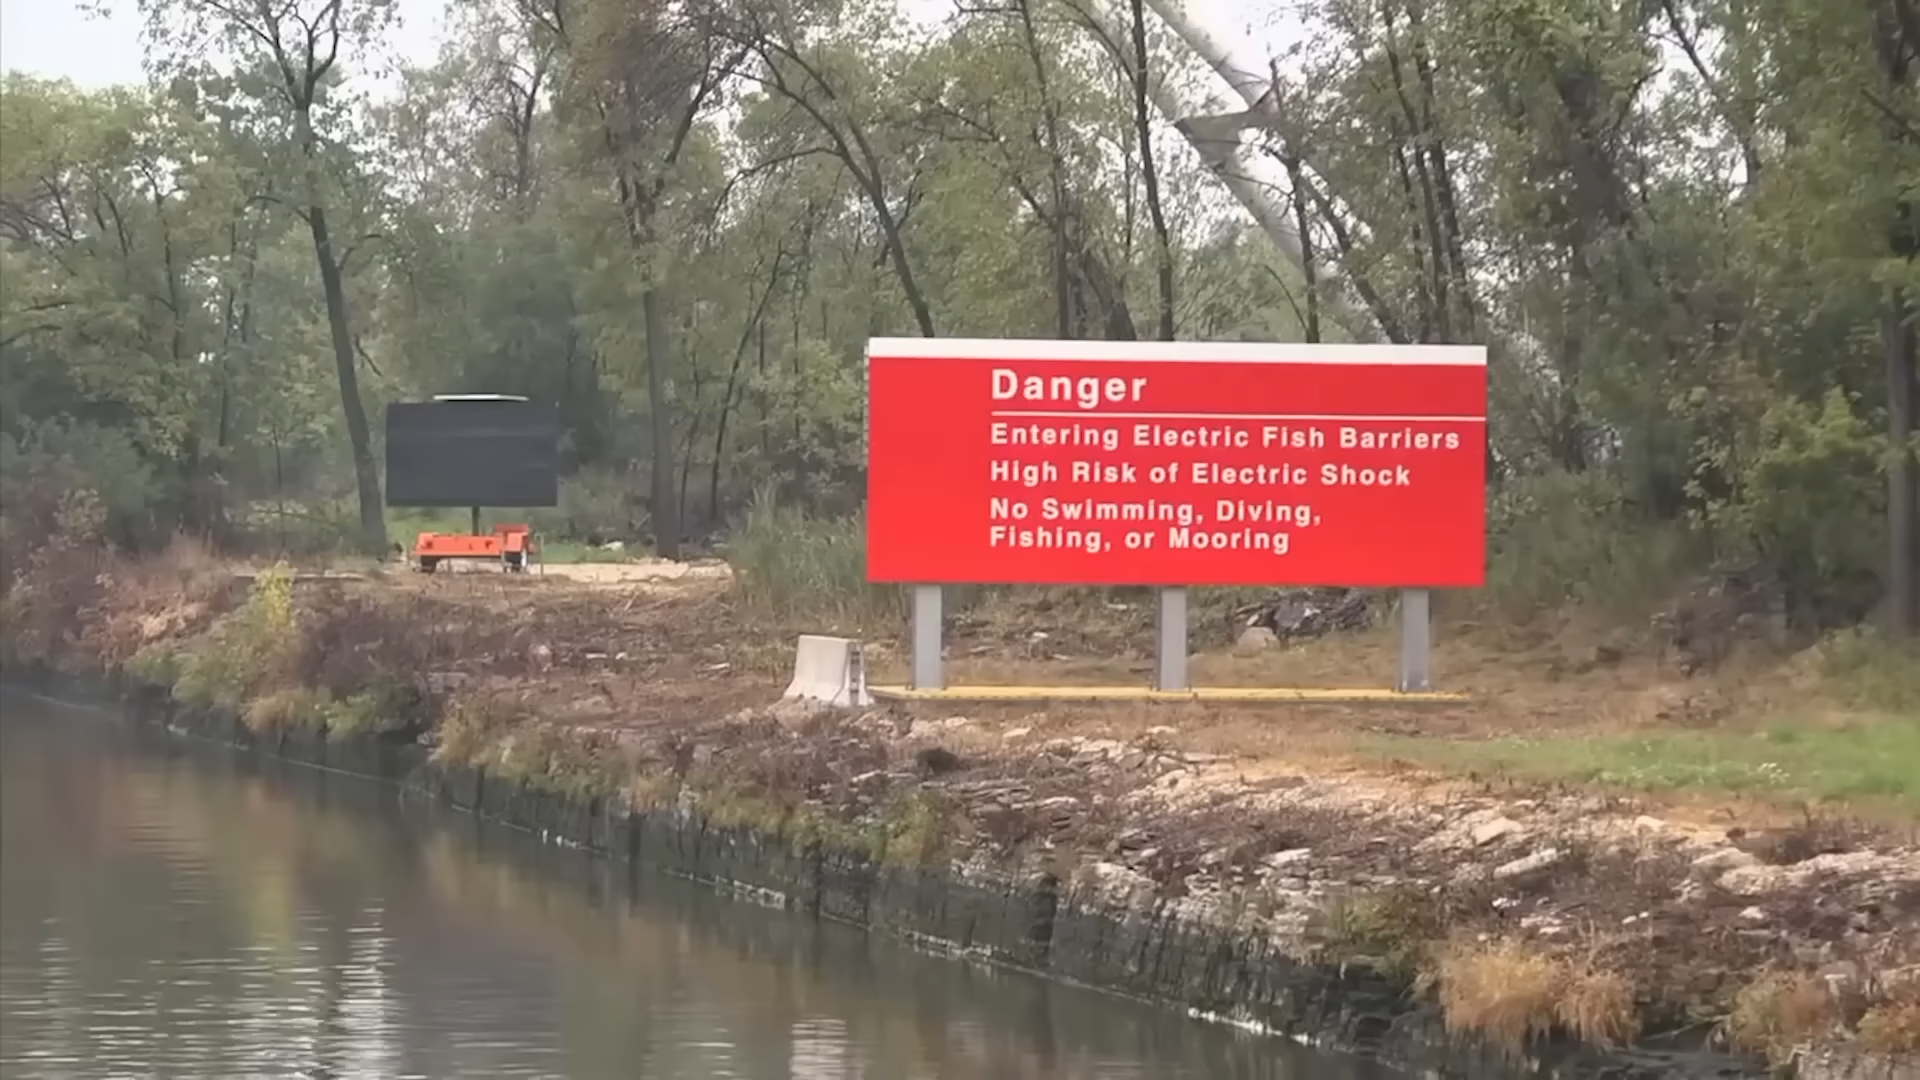 Danger
Entering Electric Fish Barriers
High Risk of Electric Shock
No Swimming, Diving,
Fishing, or Mooring